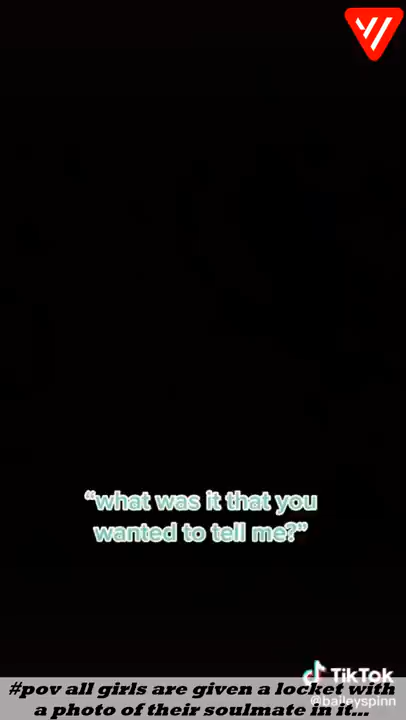 “what was it that you
wanted to tell me?”
TikTok
@baileyspinn
#pov all girls are given a locket with
a photo of their soulmate in it...